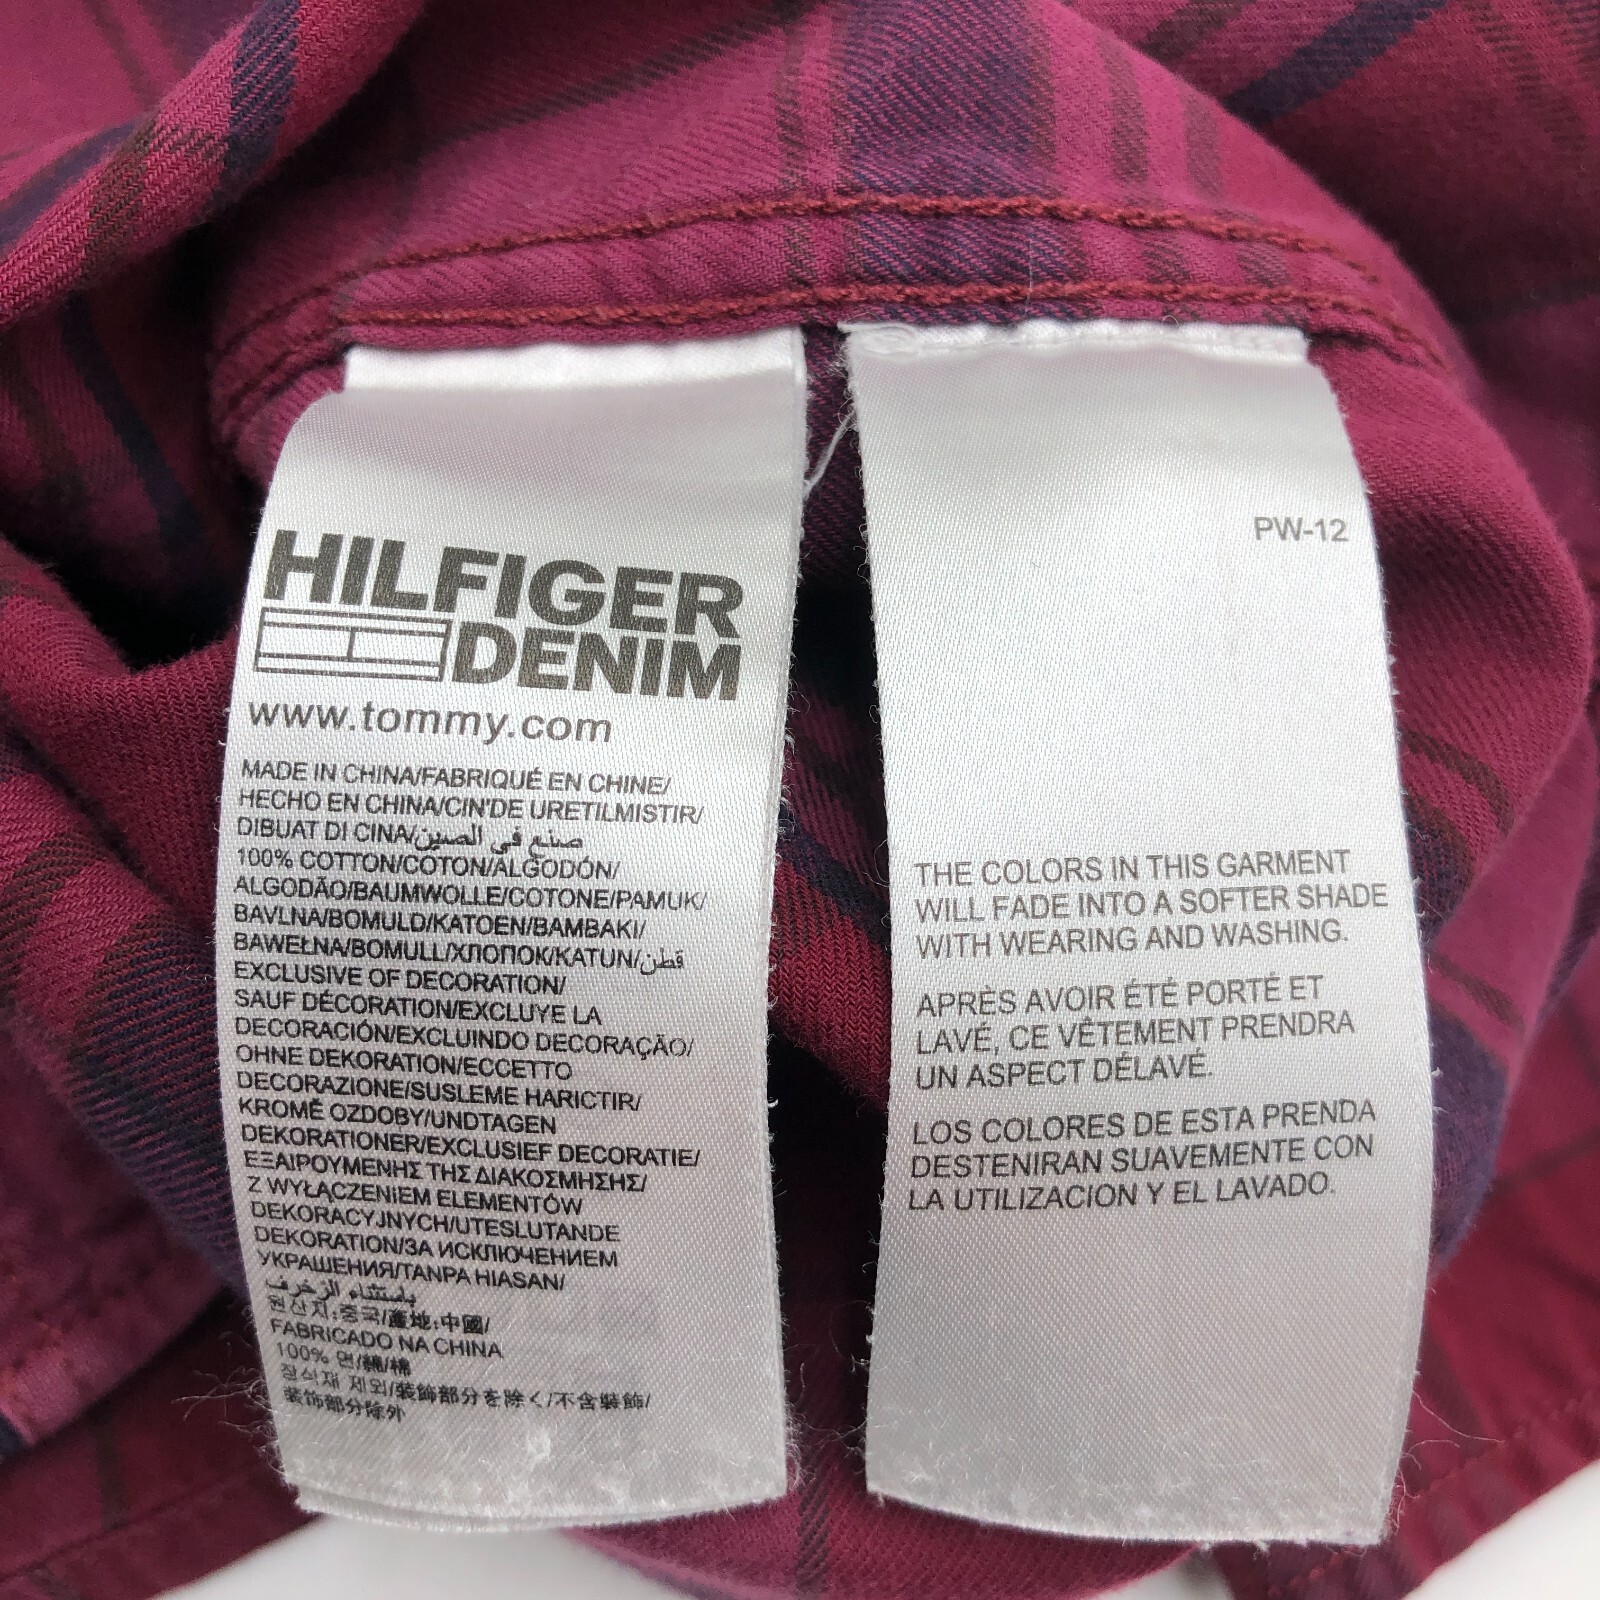 HILFIGER
DENIM
www.tommy.com
MADE IN CHINA/FABRIQUÉ EN CHINE/
HECHO EN CHINA/CIN'DE URETILMISTIR/
DIBUAT DI CINA/صنع في الصين
100% COTTON/COTON/ALGODÓN/
ALGODÃO/BAUMWOLLE/COTONE/PAMUK/
BAVLNA/BOMULD/KATOEN/BAMBAKI/
BAWEŁNA/BOMULL/ХЛОПОК/KATUN/قطن
EXCLUSIVE OF DECORATION/
SAUF DÉCORATION/EXCLUYE LA
DECORACIÓN/EXCLUINDO DECORAÇÃO/
OHNE DEKORATION/ECCETTO
DECORAZIONE/SUSLEME HARICTIR/
KROMĚ OZDOBY/UNDTAGEN
DEKORATIONER/EXCLUSIEF DECORATIE/
ΕΞΑΙΡΟΥΜΕΝΗΣ ΤΗΣ ΔΙΑΚΟΣΜΗΣΗΣ/
Z WYŁĄCZENIEM ELEMENTÓW
DEKORACYJNYCH/UTESLUTANDE
DEKORATION/ЗА ИСКЛЮЧЕНИЕМ
УКРАШЕНИЯ/TANPA HIASAN/
باستثناء الزخرف
원산지:중국/產地:中國/
FABRICADO NA CHINA
100% 면/綿/棉
장식재 제외/装飾部分を除く/不含裝飾/
装饰部分除外
PW-12
THE COLORS IN THIS GARMENT
WILL FADE INTO A SOFTER SHADE
WITH WEARING AND WASHING.
APRÈS AVOIR ÉTÉ PORTÉ ET
LAVÉ, CE VÊTEMENT PRENDRA
UN ASPECT DÉLAVÉ.
LOS COLORES DE ESTA PRENDA
DESTENIRAN SUAVEMENTE CON
LA UTILIZACION Y EL LAVADO.